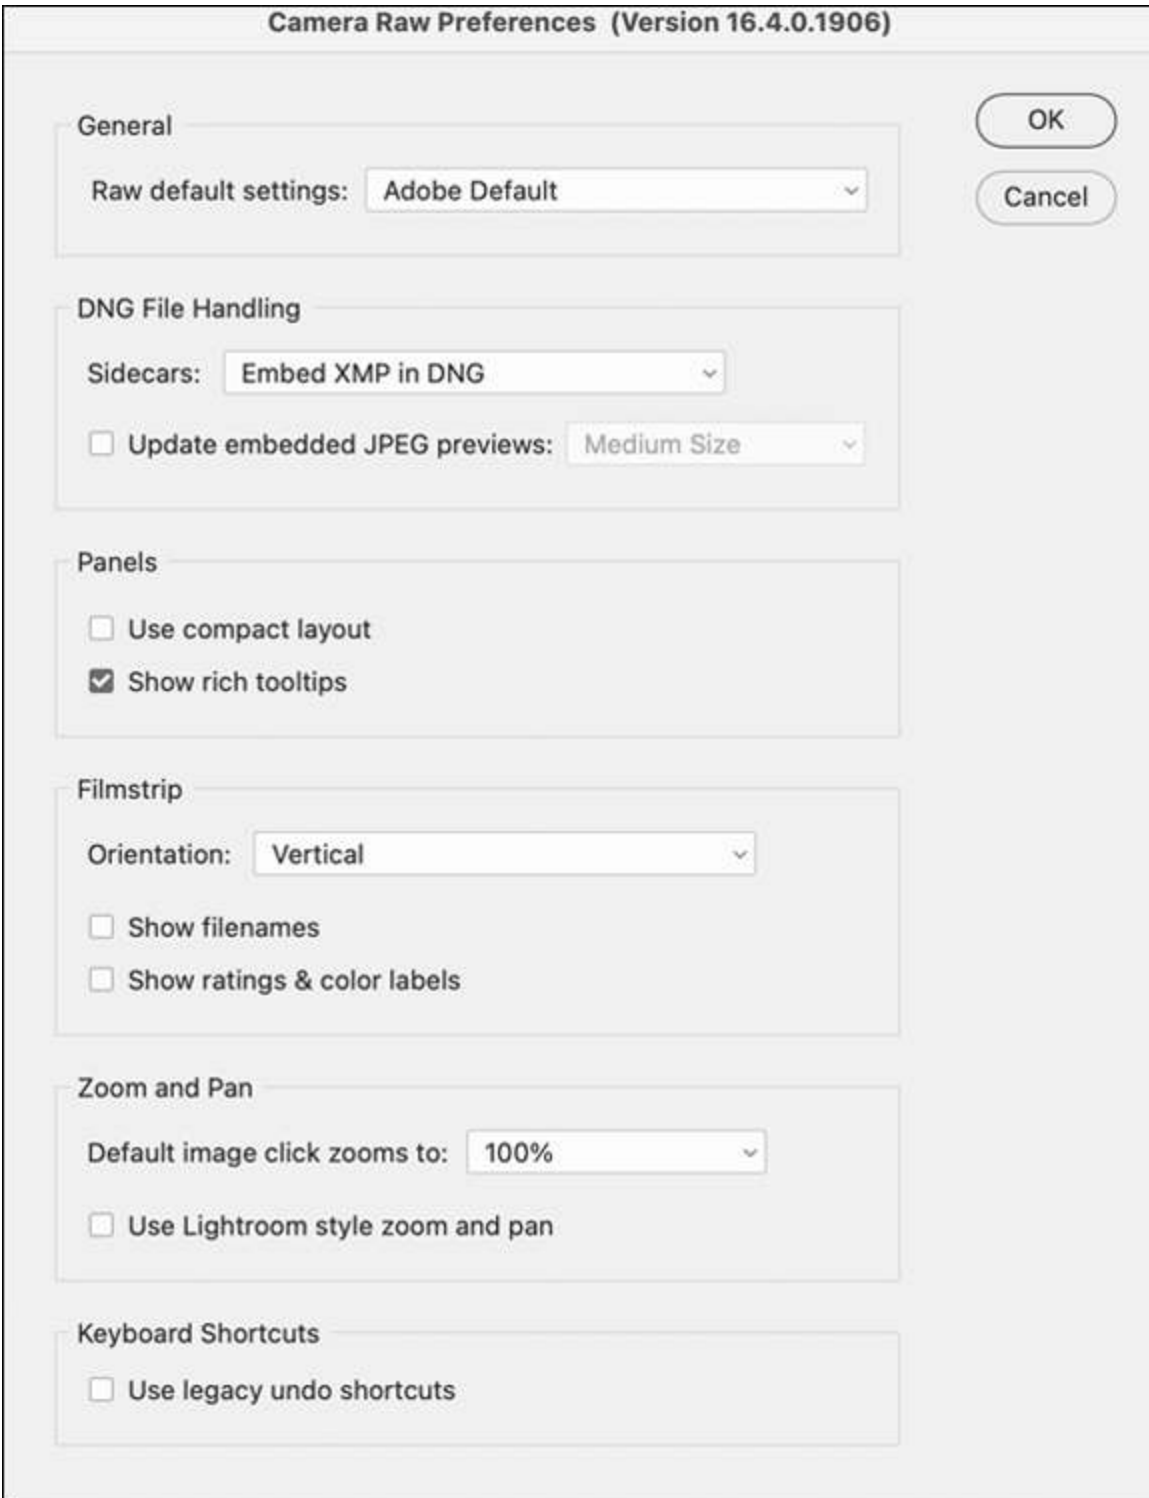 Camera Raw Preferences (Version 16.4.0.1906)
General
OK
Raw default settings: Adobe Default
Cancel
DNG File Handling
Sidecars: Embed XMP in DNG
Update embedded JPEG previews: Medium Size
Panels
Use compact layout
Show rich tooltips
Filmstrip
Orientation: Vertical
Show filenames
Show ratings & color labels
Zoom and Pan
Default image click zooms to: 100%
Use Lightroom style zoom and pan
Keyboard Shortcuts
Use legacy undo shortcuts